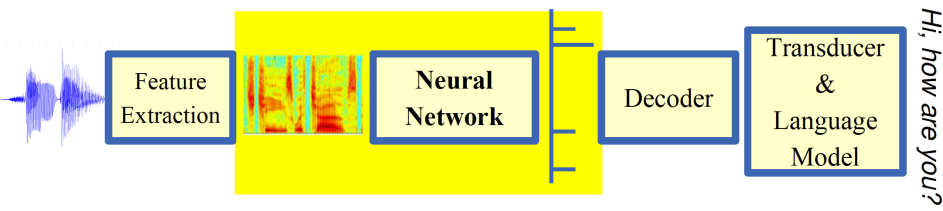 Feature
Extraction
Neural
Network
Decoder
Transducer
&
Language
Model
Hi, how are you?